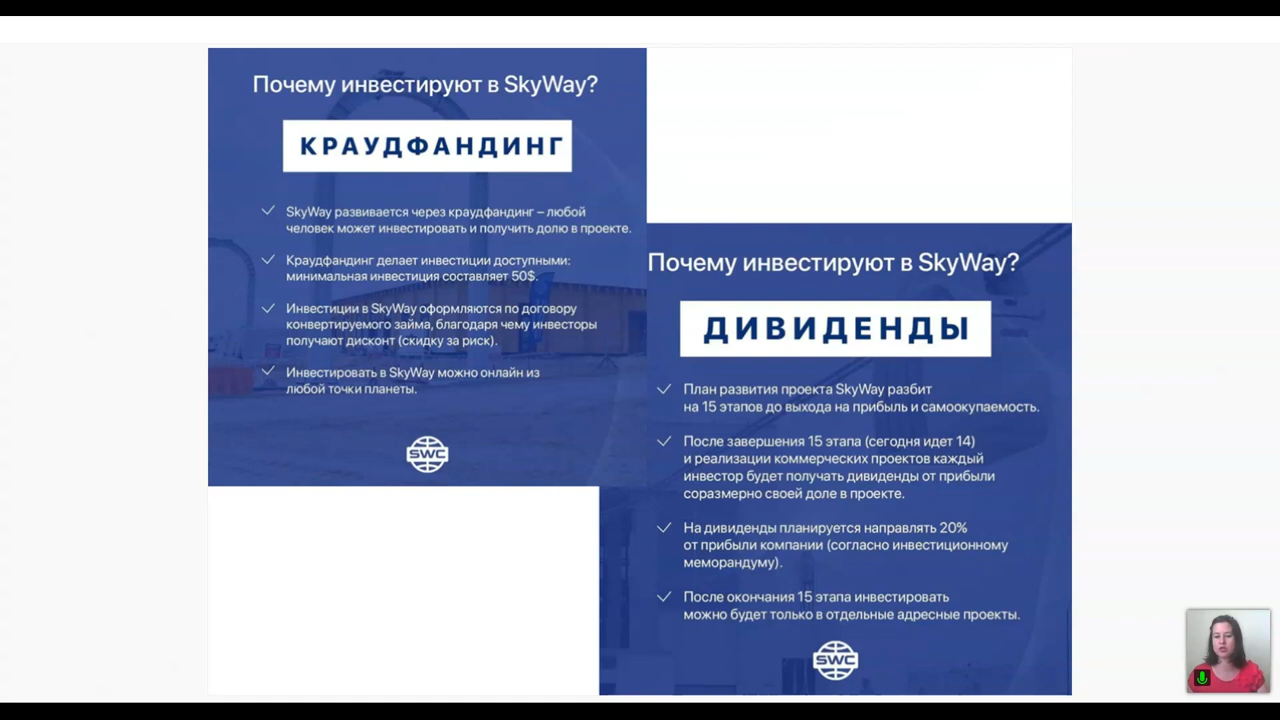 Почему инвестируют в SkyWay?
КРАУДФАНДИНГ
SkyWay развивается через краудфандинг – любой
человек может инвестировать и получить долю в проекте.
Краудфандинг делает инвестиции доступными:
минимальная инвестиция составляет 50$.
Инвестиции в SkyWay оформляются по договору
конвертируемого займа, благодаря чему инвесторы
получают дисконт (скидку за риск).
Инвестировать в SkyWay можно онлайн из
любой точки планеты.
SWC
Почему инвестируют в SkyWay?
ДИВИДЕНДЫ
План развития проекта SkyWay разбит
на 15 этапов до выхода на прибыль и самоокупаемость.
После завершения 15 этапа (сегодня идет 14)
и реализации коммерческих проектов каждый
инвестор будет получать дивиденды от прибыли
соразмерно своей доле в проекте.
На дивиденды планируется направлять 20%
от прибыли компании (согласно инвестиционному
меморандуму).
После окончания 15 этапа инвестировать
можно будет только в отдельные адресные проекты.
SWC